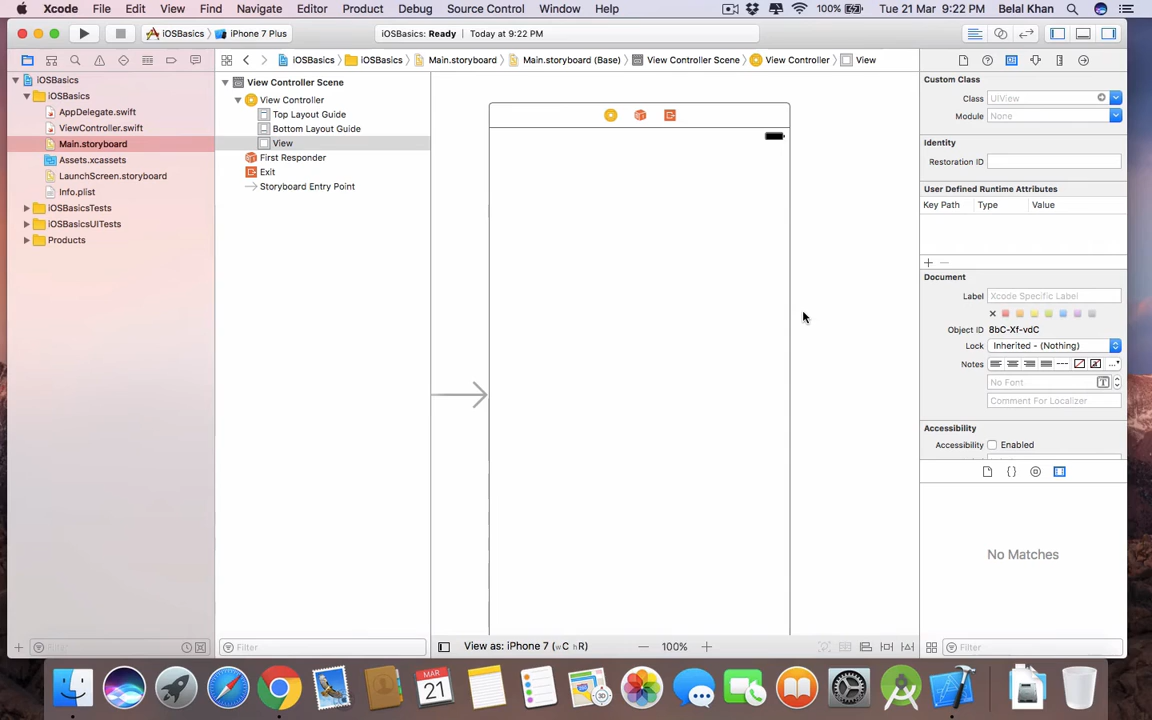 Xcode File Edit View Find Navigate Editor Product Debug Source Control Window Help 100% Tue 21 Mar 9:22 PM Belal Khan
iOSBasics iPhone 7 Plus iOSBasics: Ready Today at 9:22 PM
iOSBasics iOSBasics Main.storyboard Main.storyboard (Base) View Controller Scene View Controller View
iOSBasics
iOSBasics
AppDelegate.swift
ViewController.swift
Main.storyboard
Assets.xcassets
LaunchScreen.storyboard
Info.plist
iOSBasicsTests
iOSBasicsUITests
Products
Filter
View Controller Scene
View Controller
Top Layout Guide
Bottom Layout Guide
View
First Responder
Exit
Storyboard Entry Point
Filter
View as: iPhone 7 (wC hR) 100%
Custom Class
Class UIView
Module None
Identity
Restoration ID
User Defined Runtime Attributes
Key Path Type Value
Document
Label Xcode Specific Label
Object ID 8bC-Xf-vdC
Lock Inherited - (Nothing)
Notes
No Font
Comment For Localizer
Accessibility
Accessibility Enabled
No Matches
Filter
MAR
21